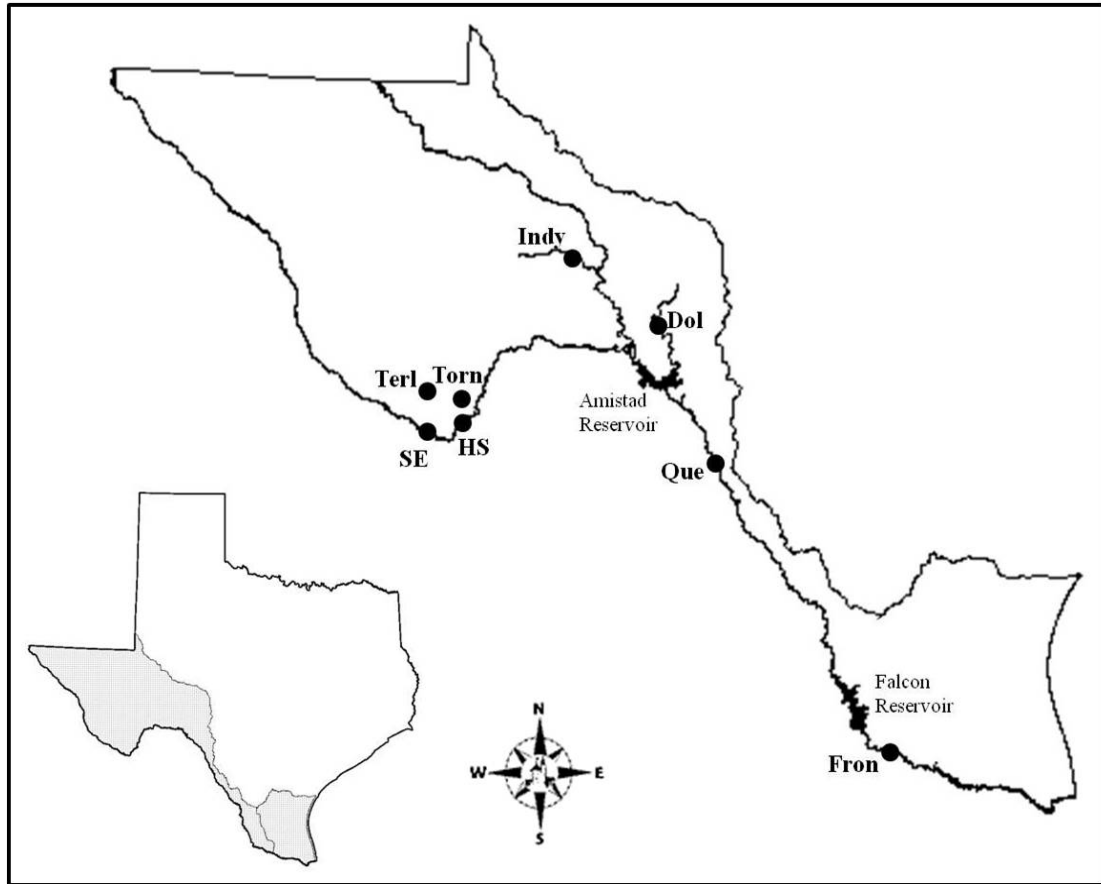 Indy
Dol
Terl
Torn
Amistad
Reservoir
SE
HS
Que
Falcon
Reservoir
Fron
N
W
E
S